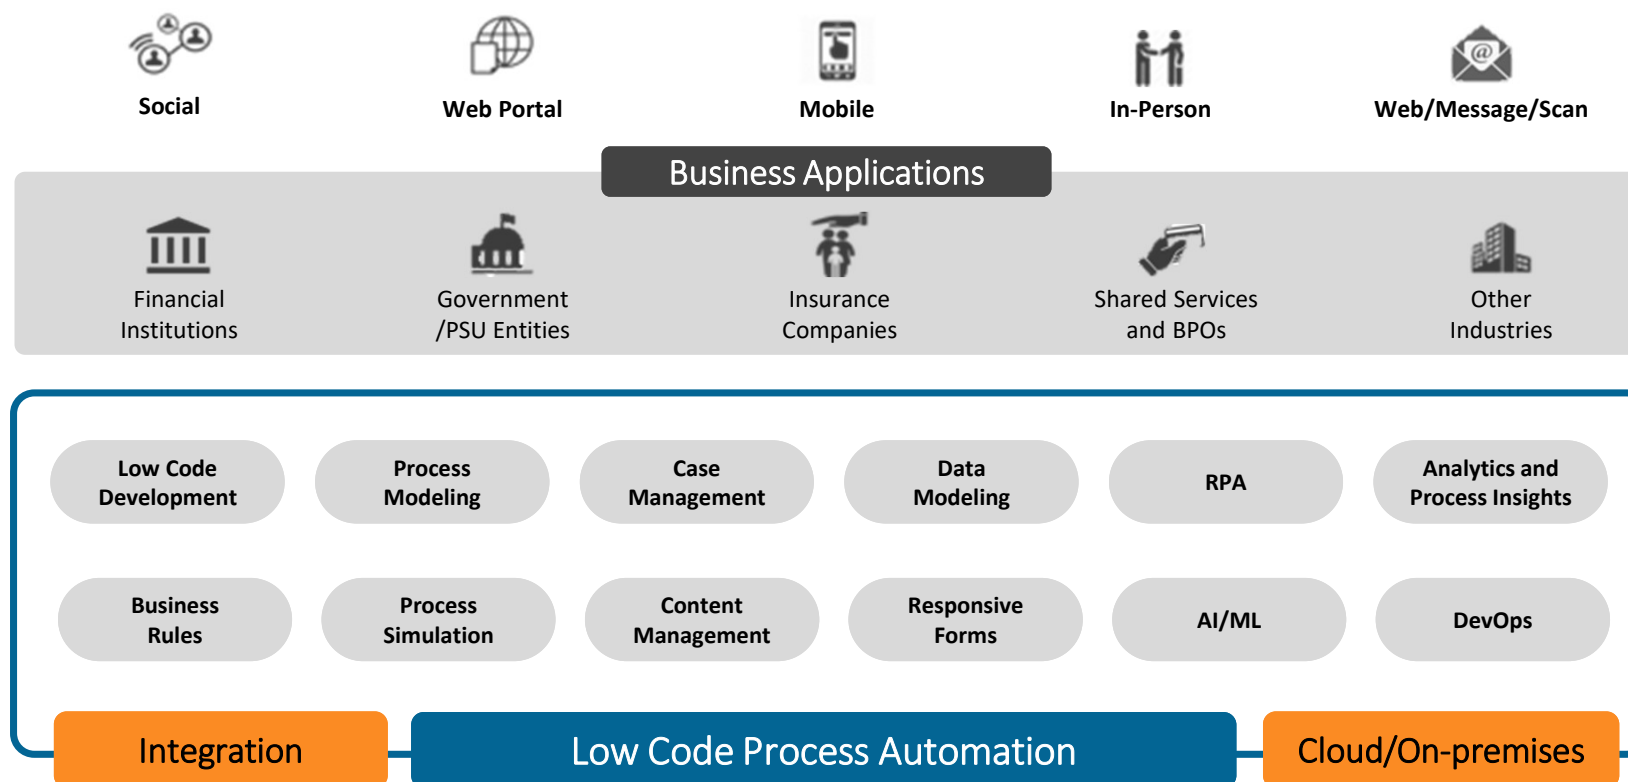 Social
Web Portal
Mobile
In-Person
Web/Message/Scan
Business Applications
Financial
Institutions
Government
/PSU Entities
Insurance
Companies
Shared Services
and BPOs
Other
Industries
Low Code
Development
Process
Modeling
Case
Management
Data
Modeling
RPA
Analytics and
Process Insights
Business
Rules
Process
Simulation
Content
Management
Responsive
Forms
AI/ML
DevOps
Integration
Low Code Process Automation
Cloud/On-premises